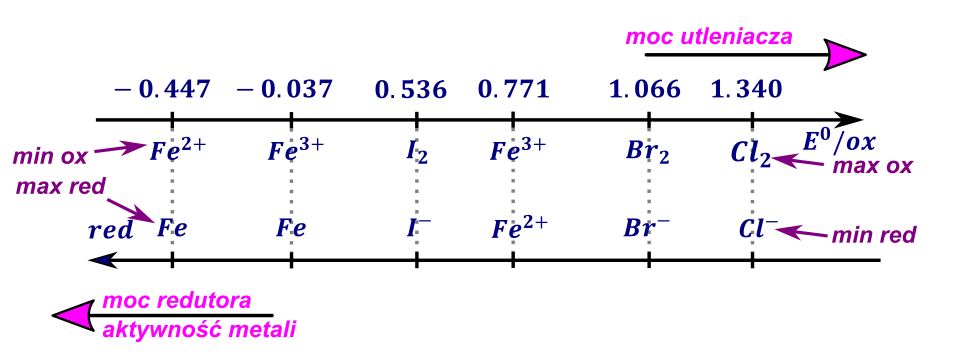 moc utleniacza
− 0.447 − 0.037 0.536 0.771 1.066 1.340
min ox Fe²⁺ Fe³⁺ I₂ Fe³⁺ Br₂ Cl₂ E⁰/ox
max ox
max red
red Fe Fe I⁻ Fe²⁺ Br⁻ Cl⁻ min red
moc redutora
aktywność metali